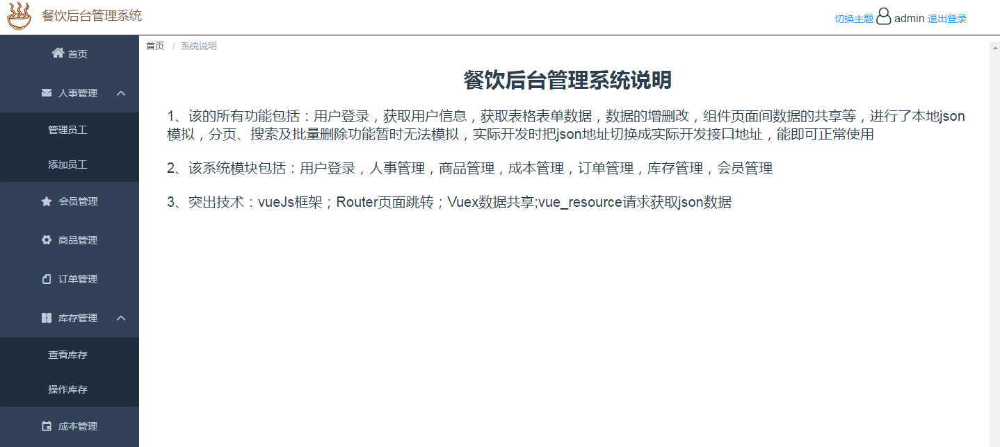 餐饮后台管理系统
切换主题 admin 退出登录
首页
人事管理
管理员工
添加员工
会员管理
商品管理
订单管理
库存管理
查看库存
操作库存
成本管理
首页 / 系统说明
餐饮后台管理系统说明
1、该的所有功能包括：用户登录，获取用户信息，获取表格表单数据，数据的增删改，组件页面间数据的共享等，进行了本地json
模拟，分页、搜索及批量删除功能暂时无法模拟，实际开发时把json地址切换成实际开发接口地址，能即可正常使用
2、该系统模块包括：用户登录，人事管理，商品管理，成本管理，订单管理，库存管理，会员管理
3、突出技术：vueJs框架；Router页面跳转；Vuex数据共享;vue_resource请求获取json数据